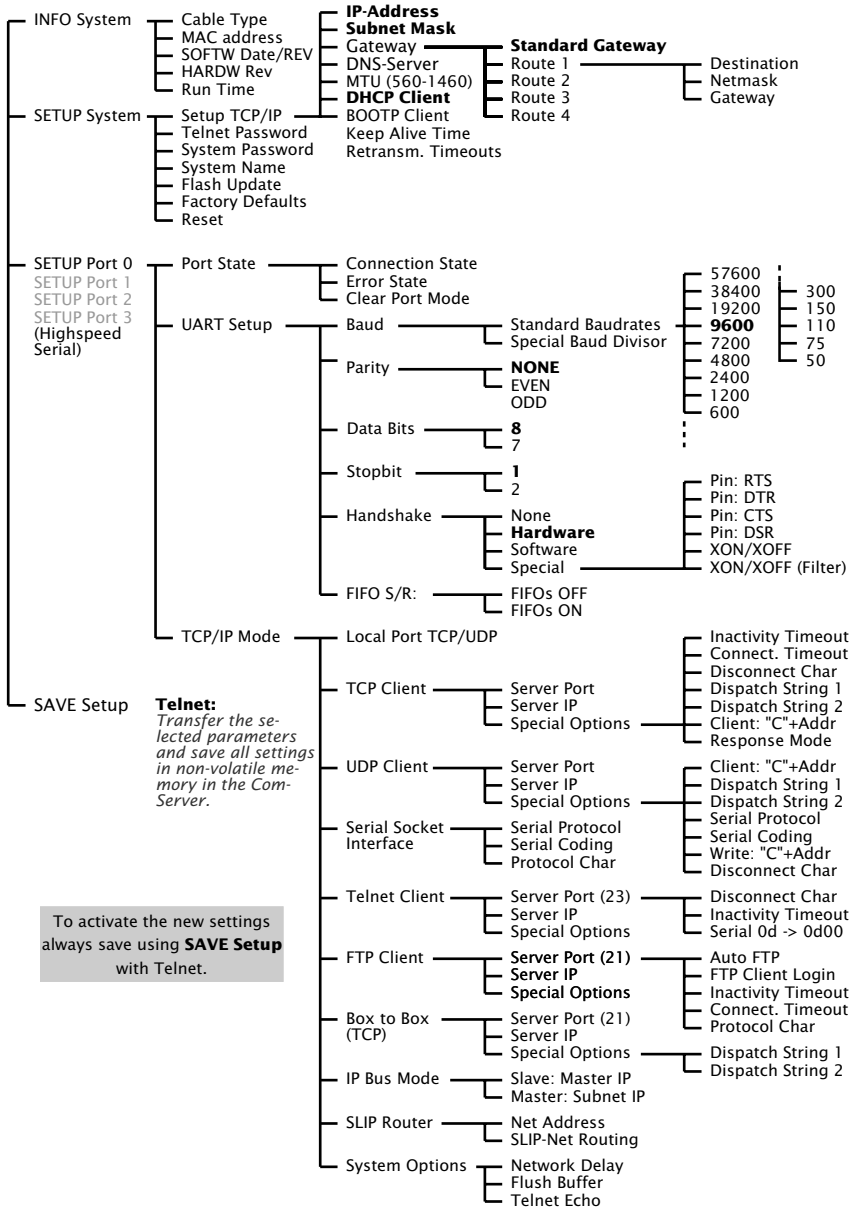 INFO System
Cable Type
MAC address
SOFTW Date/REV
HARDW Rev
Run Time
SETUP System
Setup TCP/IP
Telnet Password
System Password
System Name
Flash Update
Factory Defaults
Reset
IP-Address
Subnet Mask
Gateway
DNS-Server
MTU (560-1460)
DHCP Client
BOOTP Client
Keep Alive Time
Retransm. Timeouts
Standard Gateway
Route 1
Route 2
Route 3
Route 4
Destination
Netmask
Gateway
SETUP Port 0
SETUP Port 1
SETUP Port 2
SETUP Port 3
(Highspeed
Serial)
Port State
Connection State
Error State
Clear Port Mode
UART Setup
Baud
Standard Baudrates
Special Baud Divisor
57600
38400
19200
9600
7200
4800
2400
1200
600
300
150
110
75
50
Parity
NONE
EVEN
ODD
Data Bits
8
7
Stopbit
1
2
Handshake
None
Hardware
Software
Special
Pin: RTS
Pin: DTR
Pin: CTS
Pin: DSR
XON/XOFF
XON/XOFF (Filter)
FIFO S/R:
FIFOs OFF
FIFOs ON
TCP/IP Mode
Local Port TCP/UDP
TCP Client
Server Port
Server IP
Special Options
Inactivity Timeout
Connect. Timeout
Disconnect Char
Dispatch String 1
Dispatch String 2
Client: "C"+Addr
Response Mode
UDP Client
Server Port
Server IP
Special Options
Client: "C"+Addr
Dispatch String 1
Dispatch String 2
Serial Protocol
Serial Coding
Write: "C"+Addr
Disconnect Char
Serial Socket
Interface
Serial Protocol
Serial Coding
Protocol Char
Telnet Client
Server Port (23)
Server IP
Special Options
Disconnect Char
Inactivity Timeout
Serial 0d -> 0d00
FTP Client
Server Port (21)
Server IP
Special Options
Auto FTP
FTP Client Login
Inactivity Timeout
Connect. Timeout
Protocol Char
Box to Box
(TCP)
Server Port (21)
Server IP
Special Options
Dispatch String 1
Dispatch String 2
IP Bus Mode
Slave: Master IP
Master: Subnet IP
SLIP Router
Net Address
SLIP-Net Routing
System Options
Network Delay
Flush Buffer
Telnet Echo
SAVE Setup
Telnet:
Transfer the se-
lected parameters
and save all settings
in non-volatile me-
mory in the Com-
Server.
To activate the new settings
always save using SAVE Setup
with Telnet.